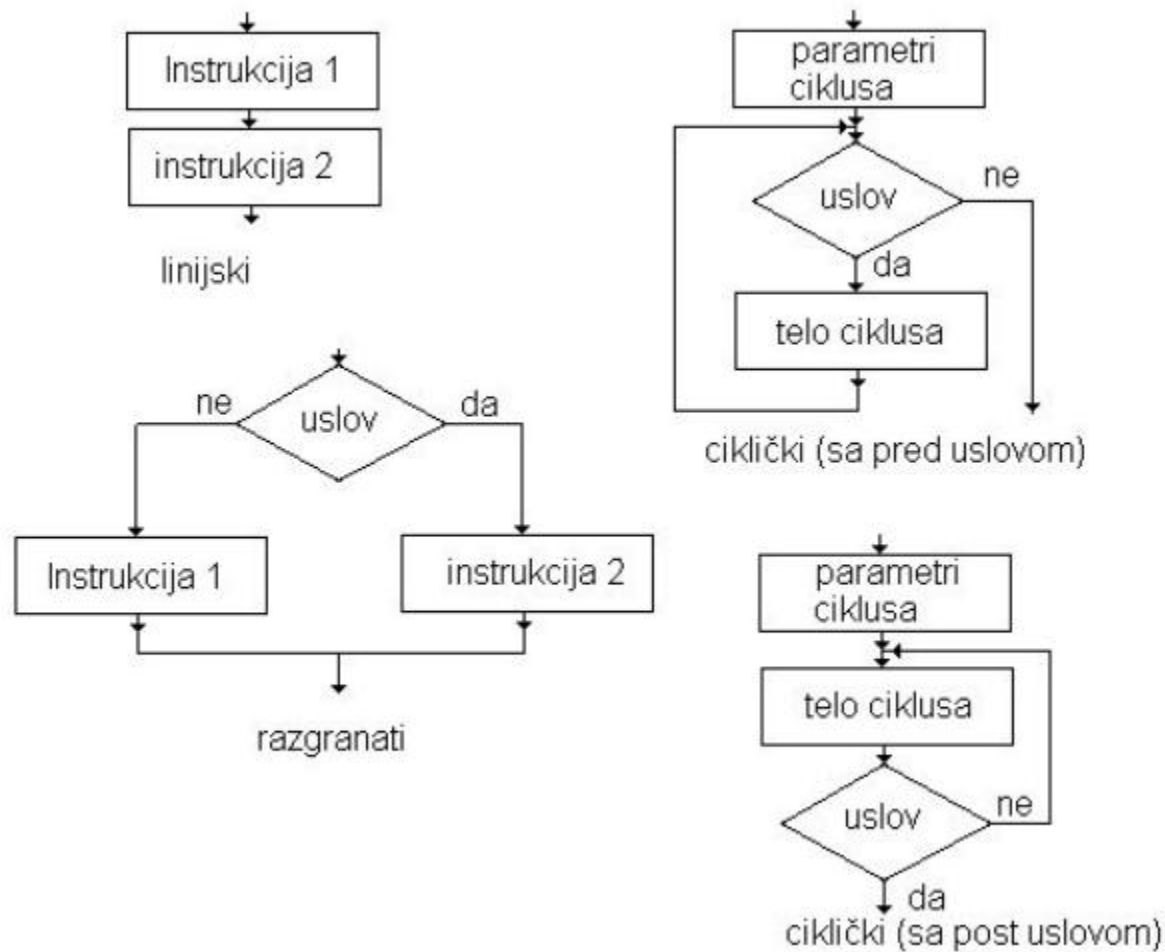 Instrukcija 1
instrukcija 2
linijski
ne
uslov
da
Instrukcija 1
instrukcija 2
razgranati
parametri
ciklusa
uslov
ne
da
telo ciklusa
ciklički (sa pred uslovom)
parametri
ciklusa
telo ciklusa
uslov
ne
da
ciklički (sa post uslovom)